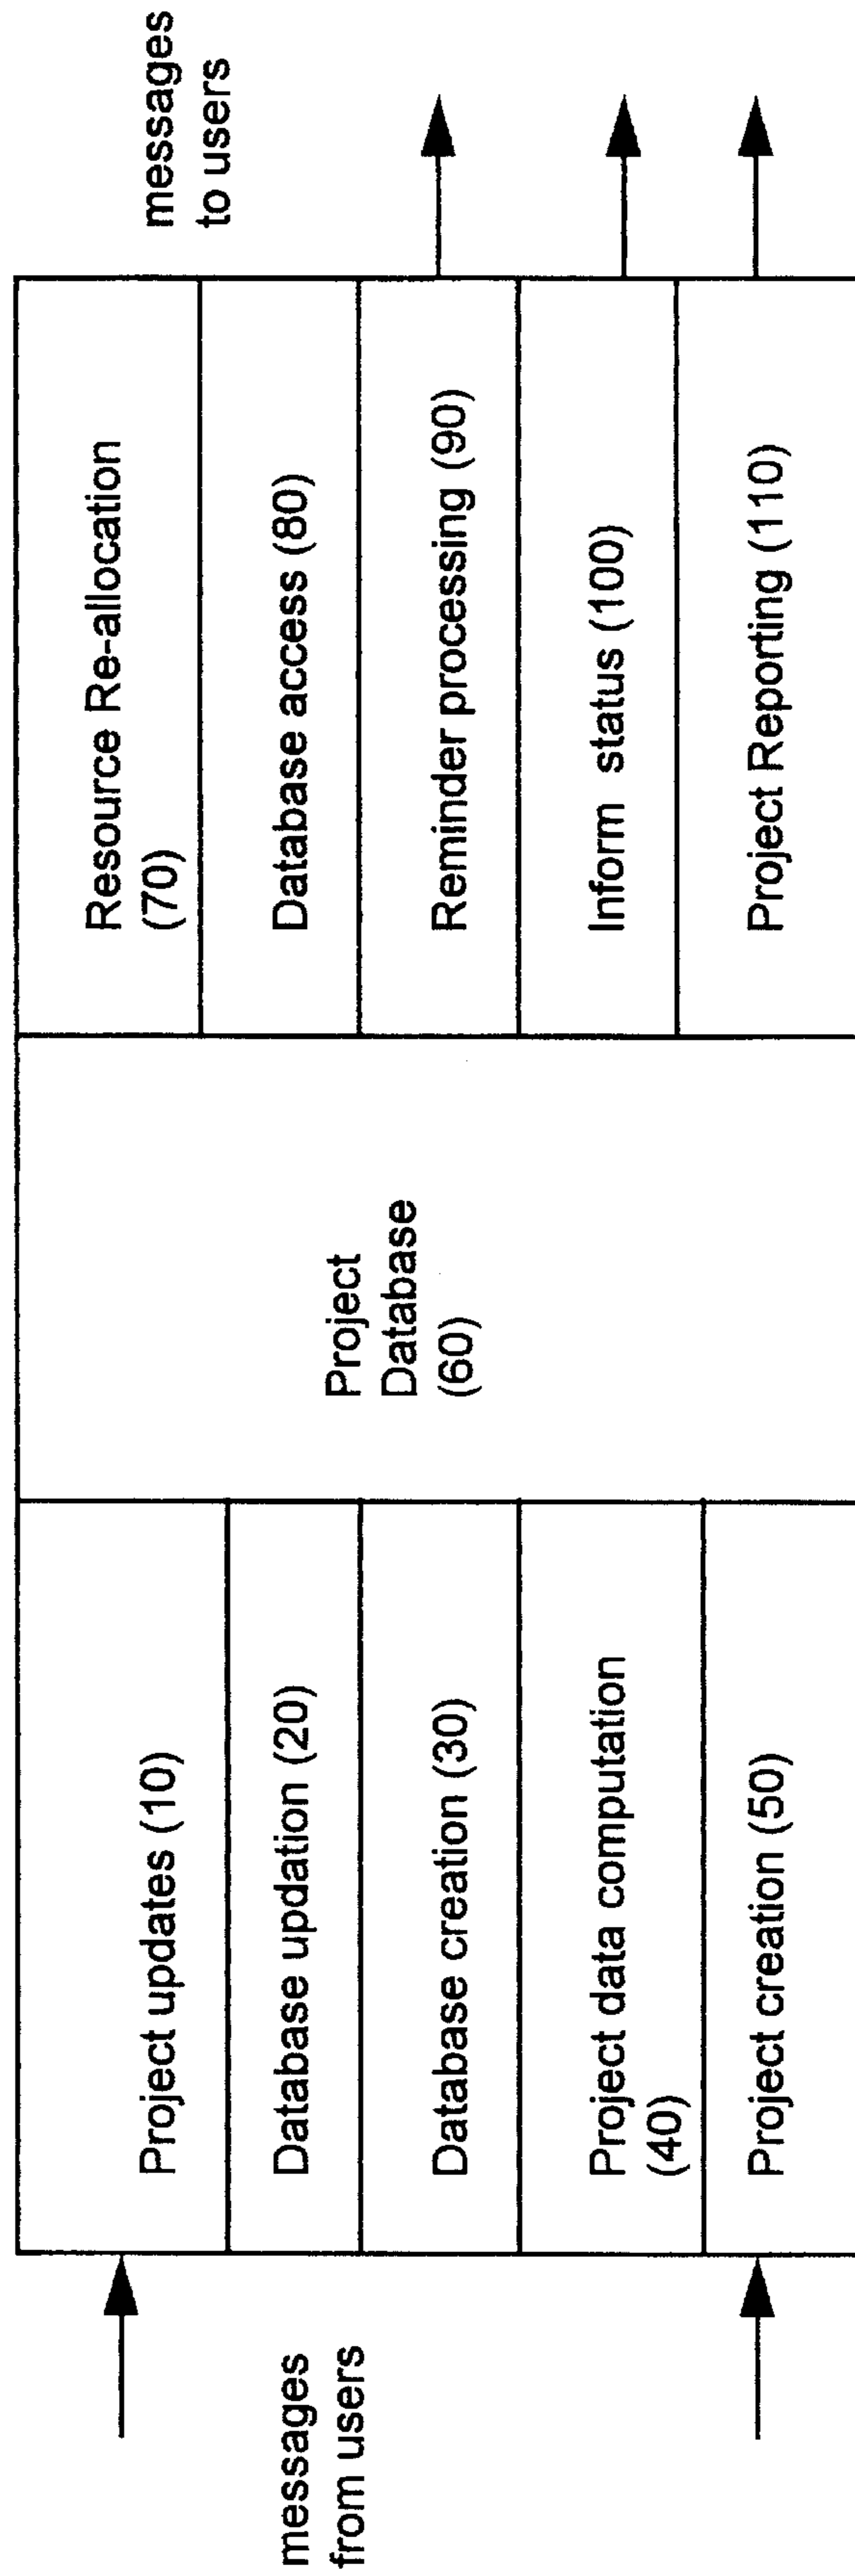 messages
from users
Project updates (10)
Database updation (20)
Database creation (30)
Project data computation
(40)
Project creation (50)
Project
Database
(60)
Resource Re-allocation
(70)
Database access (80)
Reminder processing (90)
Inform status (100)
Project Reporting (110)
messages
to users